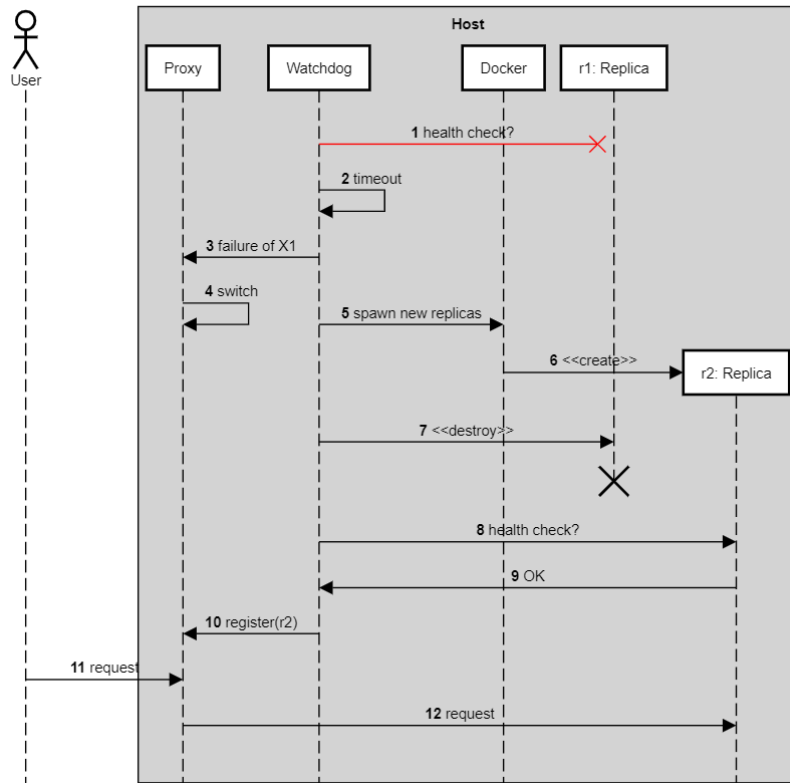 Host
User
Proxy
Watchdog
Docker
r1: Replica
1 health check?
2 timeout
3 failure of X1
4 switch
5 spawn new replicas
6 <<create>>
r2: Replica
7 <<destroy>>
8 health check?
9 OK
10 register(r2)
11 request
12 request